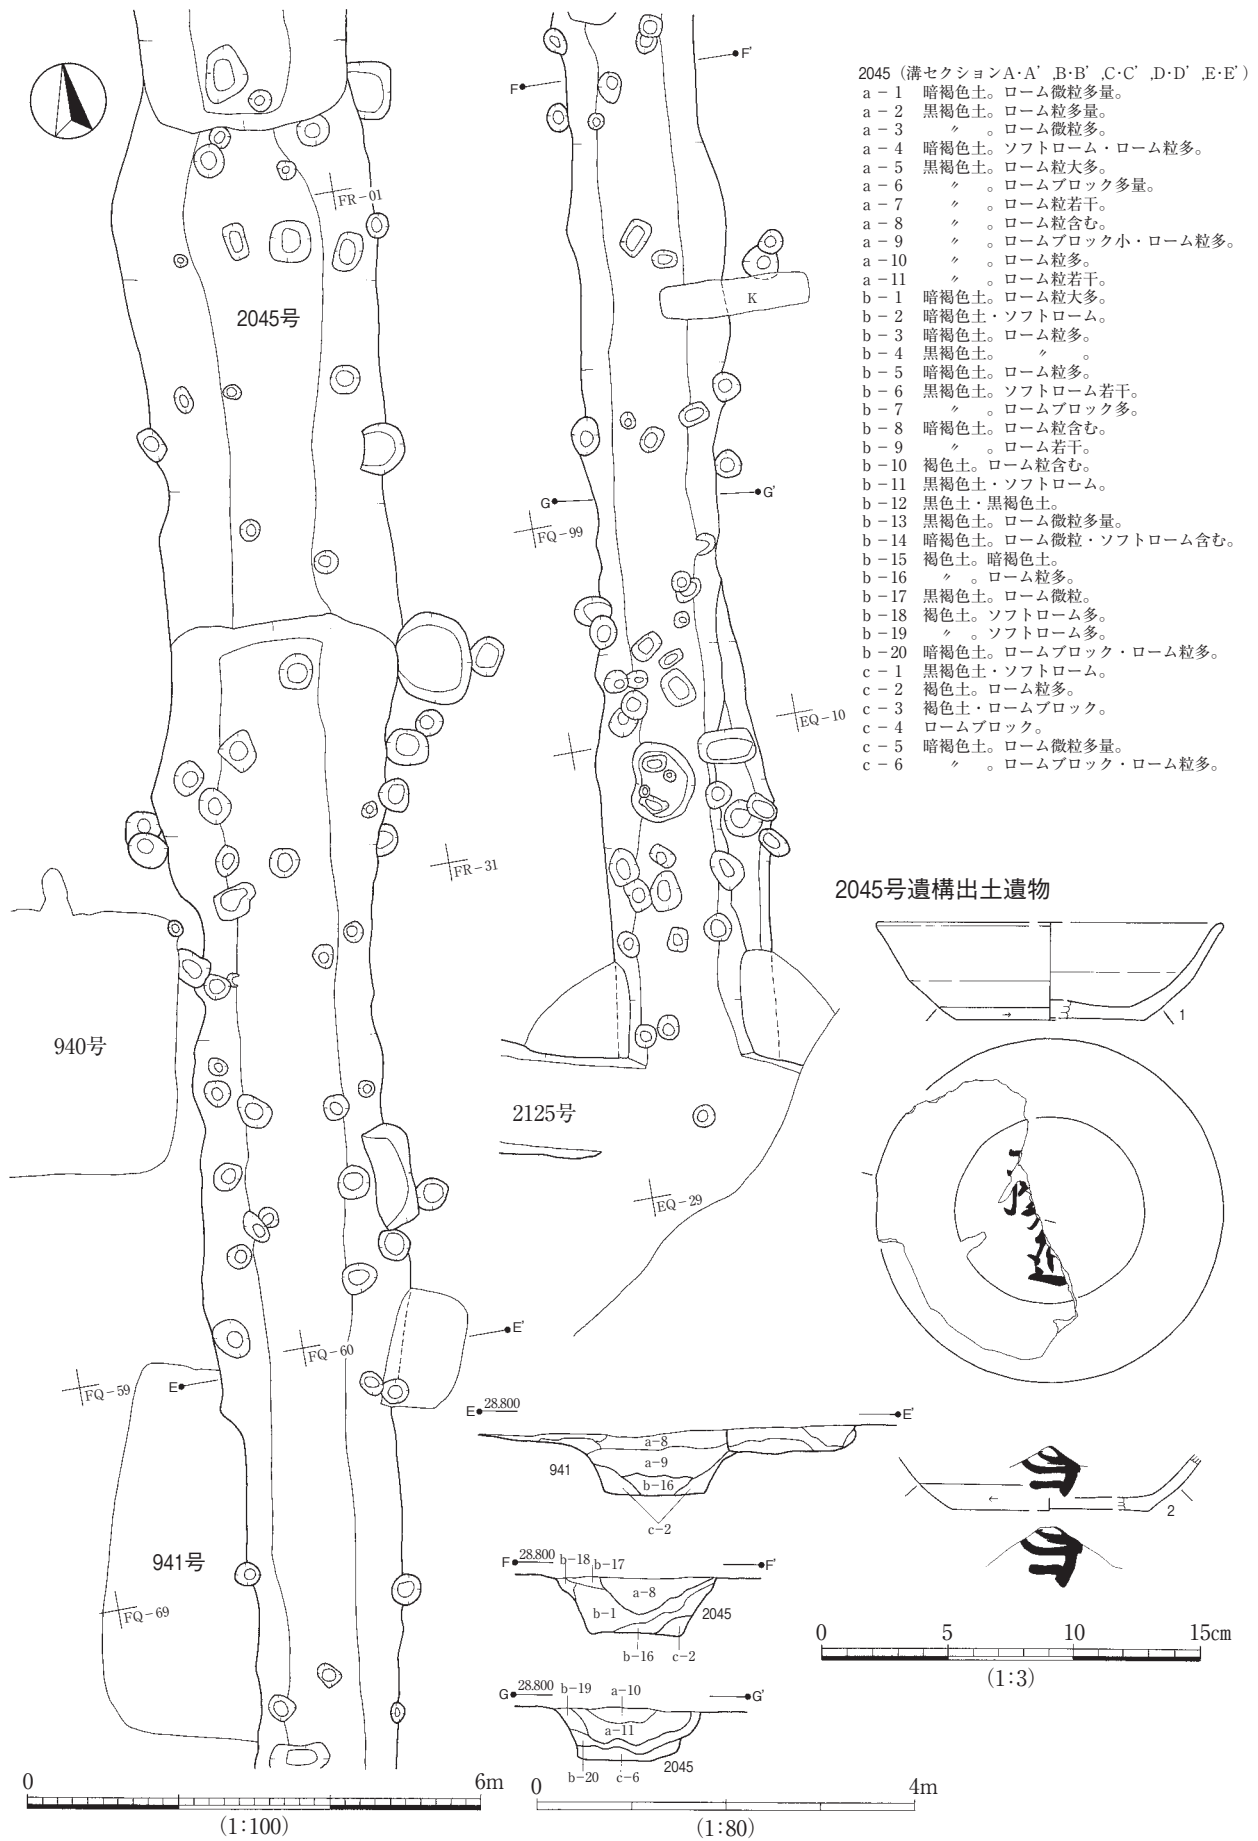 2045(溝セクションA・A',B・B',C・C',D・D',E・E')
a-1 暗褐色土。ローム微粒多量。
a-2 黒褐色土。ローム粒多量。
a-3 〃 。ローム微粒多。
a-4 暗褐色土。ソフトローム・ローム粒多。
a-5 黒褐色土。ローム粒大多。
a-6 〃 。ロームブロック多量。
a-7 〃 。ローム粒若干。
a-8 〃 。ローム粒含む。
a-9 〃 。ロームブロック小・ローム粒多。
a-10 〃 。ローム粒多。
a-11 〃 。ローム粒若干。
b-1 暗褐色土。ローム粒大多。
b-2 暗褐色土・ソフトローム。
b-3 暗褐色土。ローム粒多。
b-4 黒褐色土。 〃 。
b-5 暗褐色土。ローム粒多。
b-6 黒褐色土。ソフトローム若干。
b-7 〃 。ロームブロック多。
b-8 暗褐色土。ローム粒含む。
b-9 〃 。ローム若干。
b-10 褐色土。ローム粒含む。
b-11 黒褐色土・ソフトローム。
b-12 黒色土・黒褐色土。
b-13 黒褐色土。ローム微粒多量。
b-14 暗褐色土。ローム微粒・ソフトローム含む。
b-15 褐色土。暗褐色土。
b-16 〃 。ローム粒多。
b-17 黒褐色土。ローム微粒。
b-18 褐色土。ソフトローム多。
b-19 〃 。ソフトローム多。
b-20 暗褐色土。ロームブロック・ローム粒多。
c-1 黒褐色土・ソフトローム。
c-2 褐色土。ローム粒多。
c-3 褐色土・ロームブロック。
c-4 ロームブロック。
c-5 暗褐色土。ローム微粒多量。
c-6 〃 。ロームブロック・ローム粒多。
FR-01
2045号
FR-31
940号
FQ-60
E
E'
FQ-59
941号
FQ-69
0 6m
(1:100)
F
F'
K
G
G'
FQ-99
EQ-10
2125号
EQ-29
E 28.800 E'
a-8
a-9
941
b-16
c-2
F 28.800 b-18 b-17 F'
a-8
b-1
2045
b-16 c-2
G 28.800 b-19 a-10 G'
a-11
2045
b-20 c-6
0 4m
(1:80)
2045号遺構出土遺物
1
2
0 5 10 15cm
(1:3)